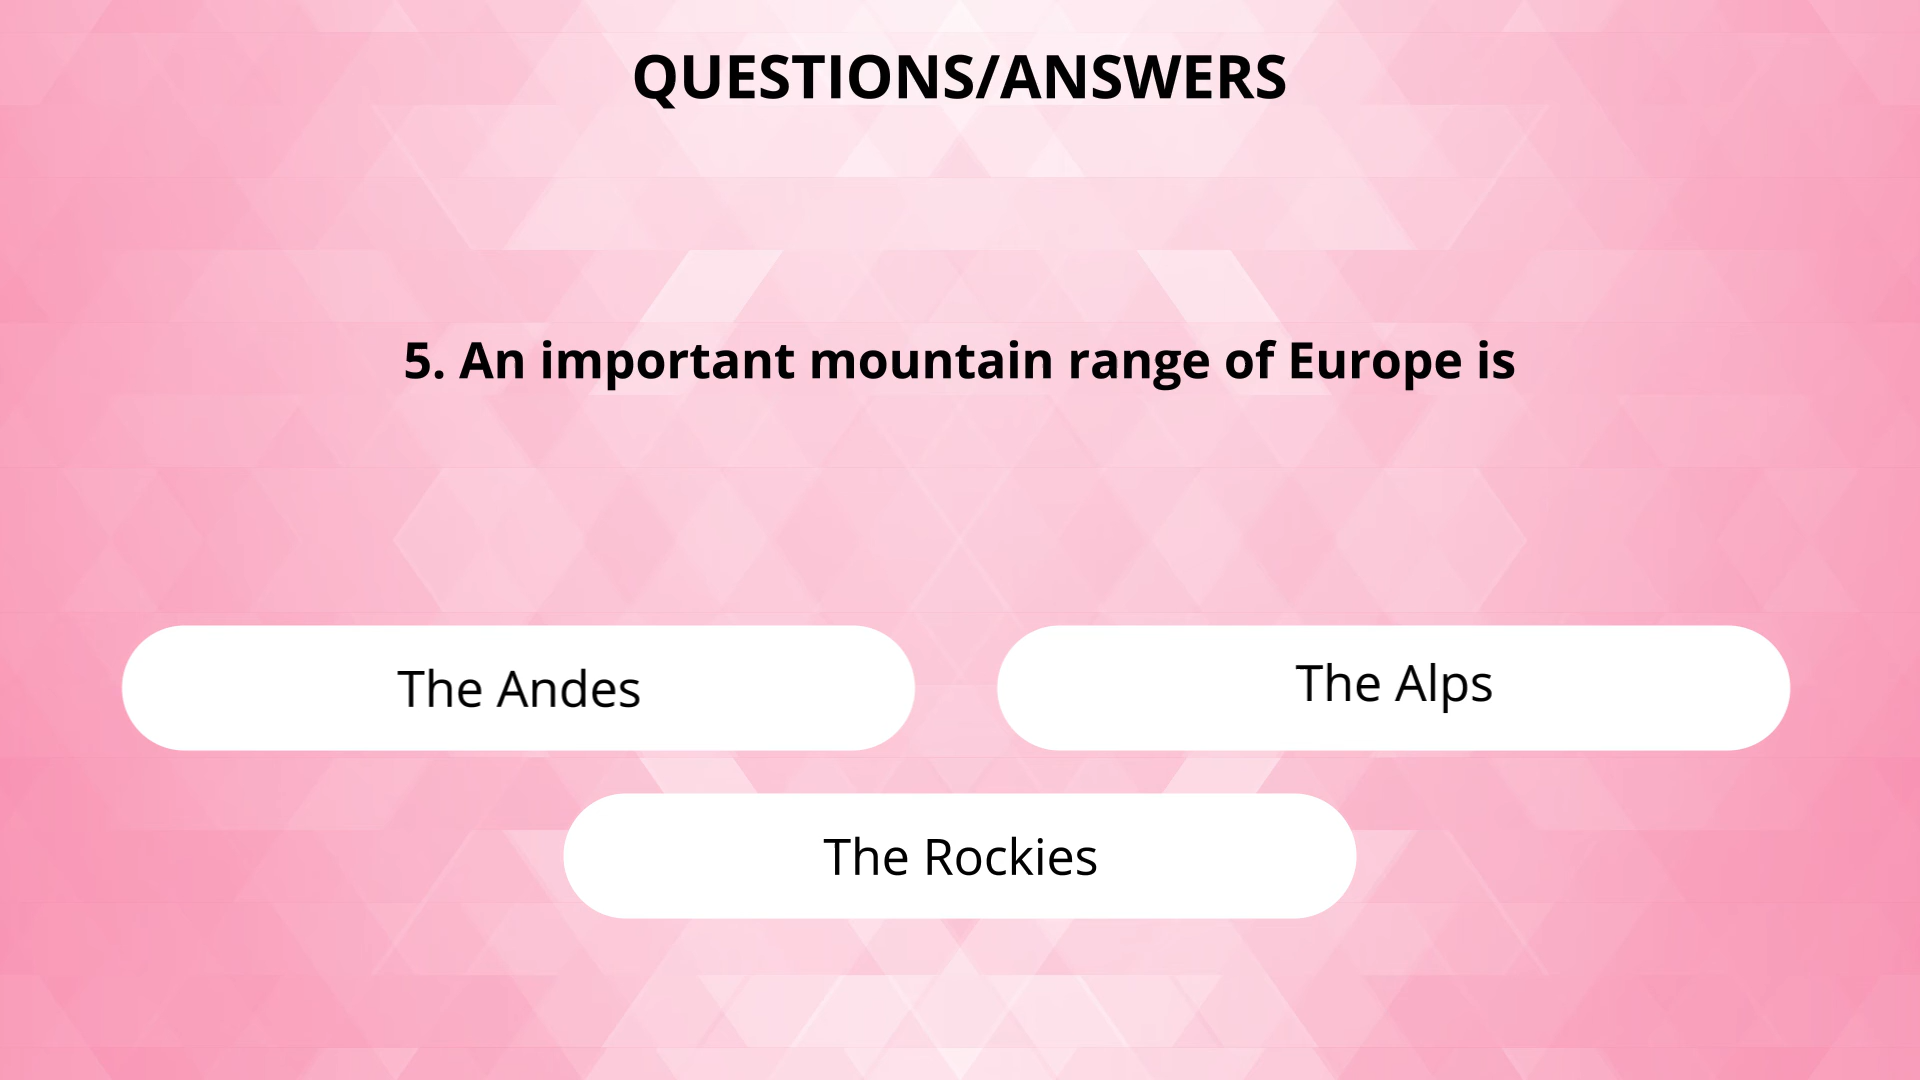 QUESTIONS/ANSWERS
5. An important mountain range of Europe is
The Andes
The Alps
The Rockies